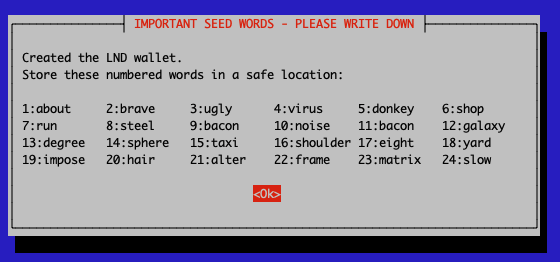 IMPORTANT SEED WORDS - PLEASE WRITE DOWN
Created the LND wallet.
Store these numbered words in a safe location:
1:about 2:brave 3:ugly 4:virus 5:donkey 6:shop
7:run 8:steel 9:bacon 10:noise 11:bacon 12:galaxy
13:degree 14:sphere 15:taxi 16:shoulder 17:eight 18:yard
19:impose 20:hair 21:alter 22:frame 23:matrix 24:slow
<Ok>